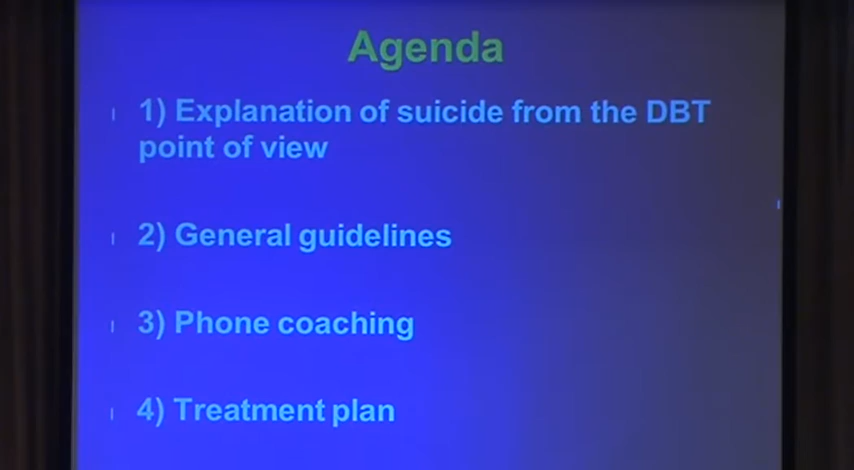 Agenda
1) Explanation of suicide from the DBT
point of view
2) General guidelines
3) Phone coaching
4) Treatment plan